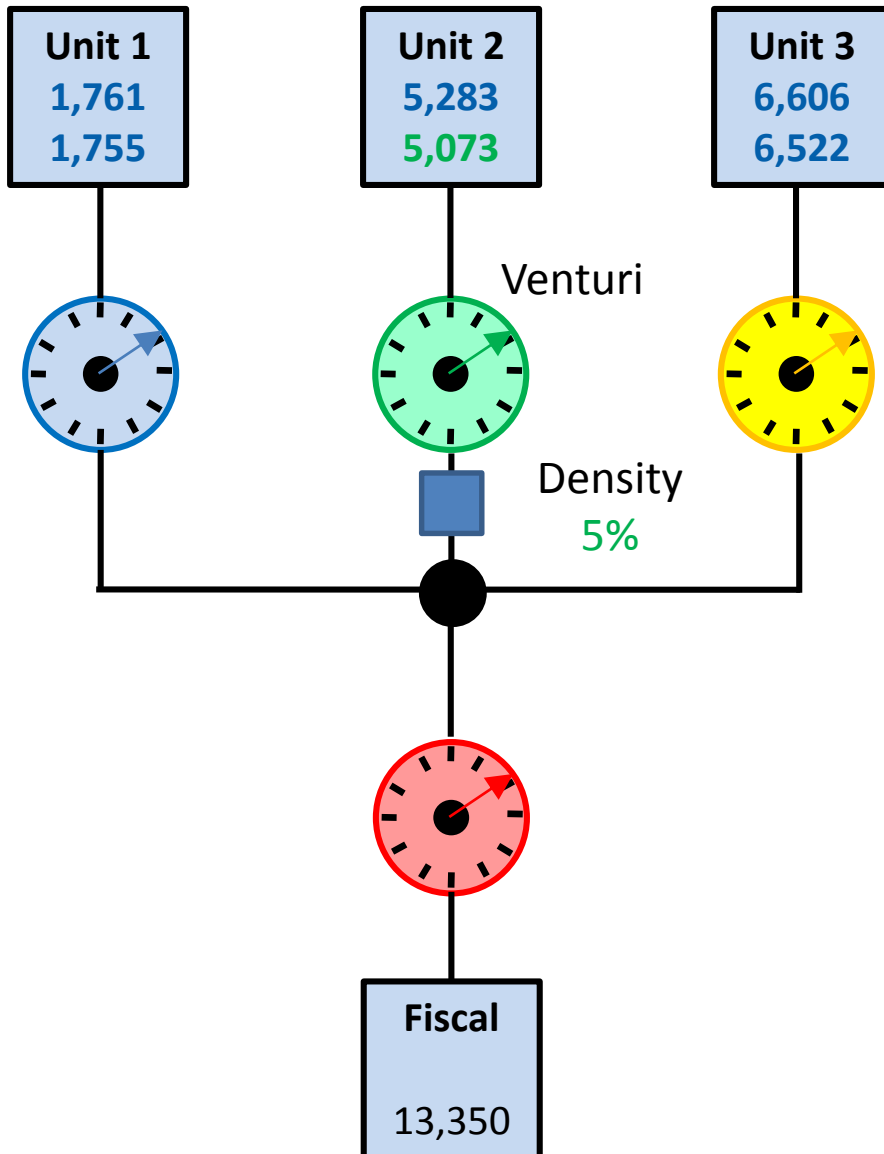 Unit 1
1,761
1,755
Unit 2
5,283
5,073
Unit 3
6,606
6,522
Venturi
Density
5%
Fiscal
13,350